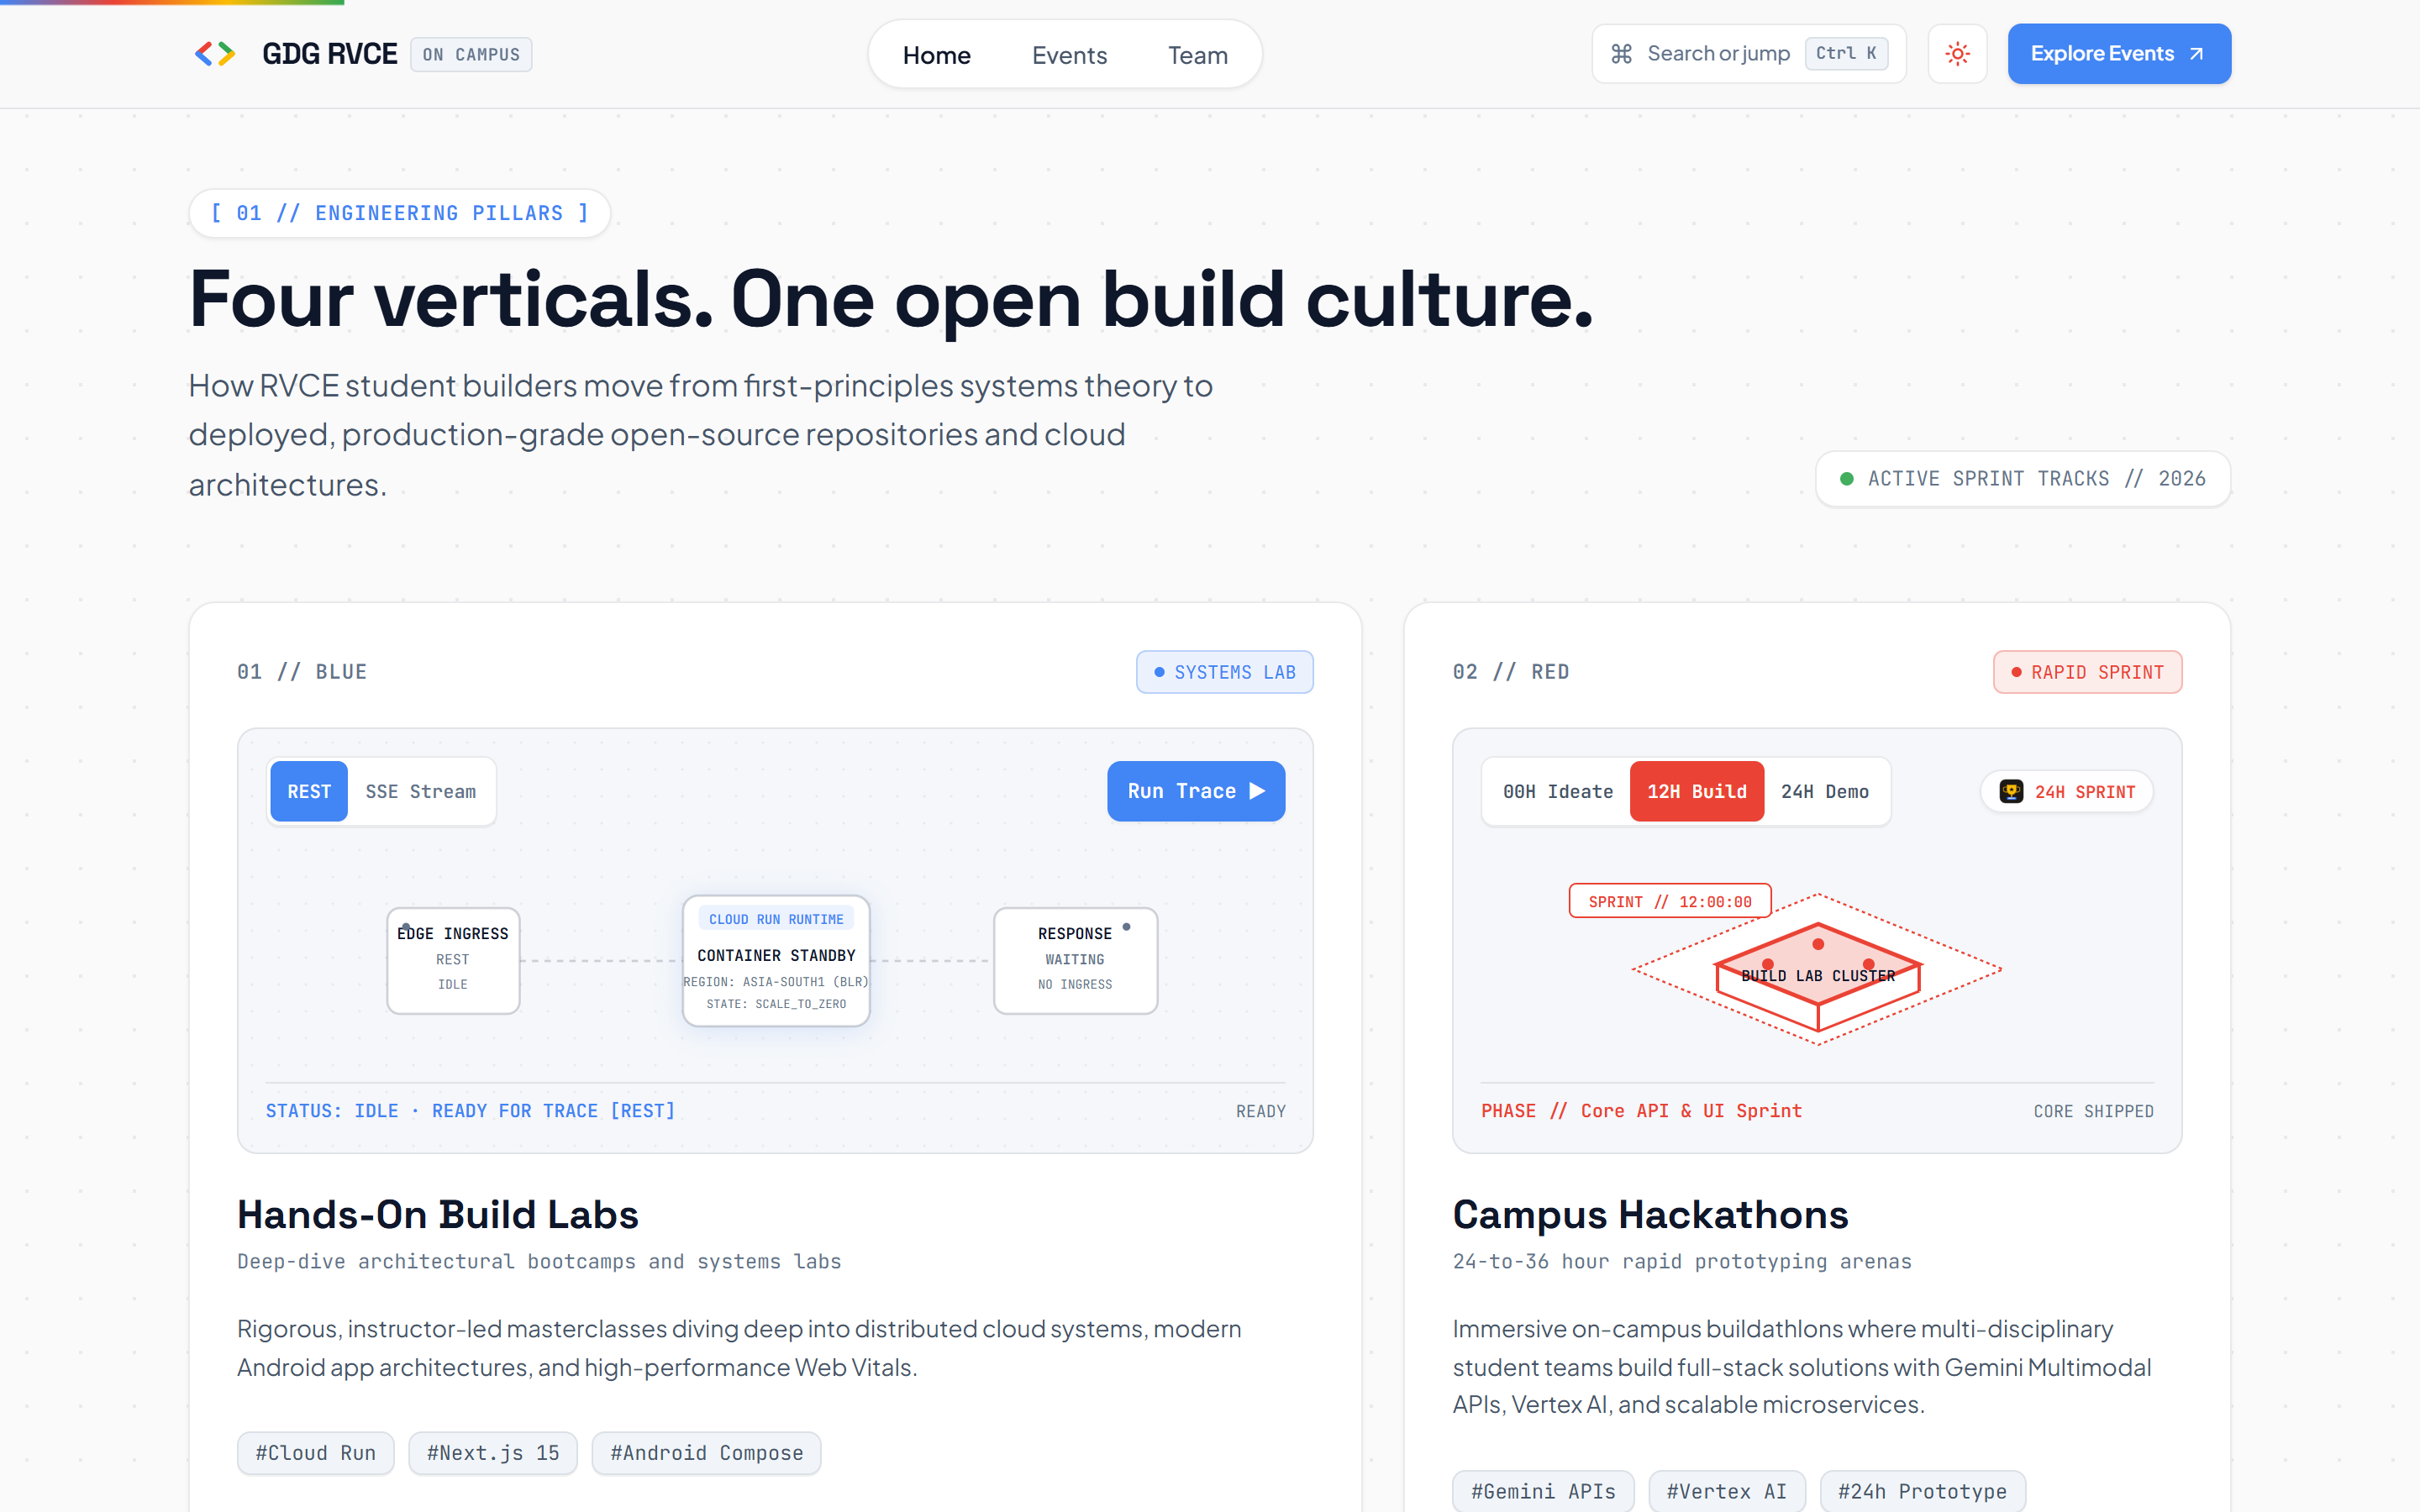 GDG RVCE ON CAMPUS
Home Events Team
Search or jump Ctrl K
Explore Events
[ 01 // ENGINEERING PILLARS ]
Four verticals. One open build culture.
How RVCE student builders move from first-principles systems theory to
deployed, production-grade open-source repositories and cloud
architectures.
ACTIVE SPRINT TRACKS // 2026
01 // BLUE
SYSTEMS LAB
REST SSE Stream
Run Trace ▶
EDGE INGRESS
REST
IDLE
CLOUD RUN RUNTIME
CONTAINER STANDBY
REGION: ASIA-SOUTH1 (BLR)
STATE: SCALE_TO_ZERO
RESPONSE
WAITING
NO INGRESS
STATUS: IDLE · READY FOR TRACE [REST]
READY
Hands-On Build Labs
Deep-dive architectural bootcamps and systems labs
Rigorous, instructor-led masterclasses diving deep into distributed cloud systems, modern
Android app architectures, and high-performance Web Vitals.
#Cloud Run #Next.js 15 #Android Compose
02 // RED
RAPID SPRINT
00H Ideate 12H Build 24H Demo
24H SPRINT
SPRINT // 12:00:00
BUILD LAB CLUSTER
PHASE // Core API & UI Sprint
CORE SHIPPED
Campus Hackathons
24-to-36 hour rapid prototyping arenas
Immersive on-campus buildathlons where multi-disciplinary
student teams build full-stack solutions with Gemini Multimodal
APIs, Vertex AI, and scalable microservices.
#Gemini APIs #Vertex AI #24h Prototype